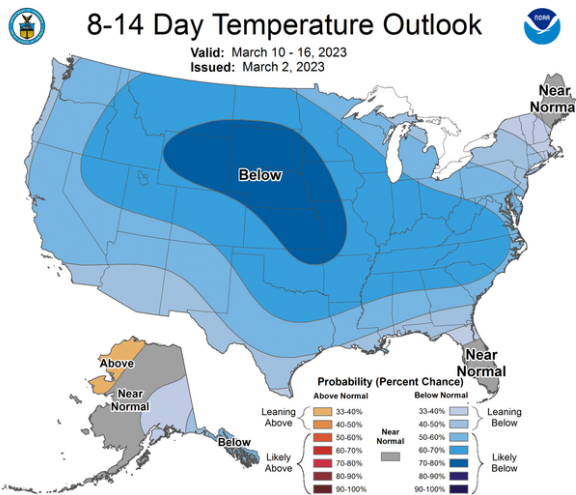 8-14 Day Temperature Outlook
Valid: March 10 - 16, 2023
Issued: March 2, 2023
NOAA
Near
Norma
Below
Near
Normal
Above
Near
Normal
Below
Probability (Percent Chance)
Above Normal
Below Normal
Leaning
Above
33-40%
40-50%
Likely
Above
50-60%
60-70%
70-80%
80-90%
90-100%
Near
Normal
33-40%
40-50%
Leaning
Below
50-60%
60-70%
70-80%
80-90%
90-100%
Likely
Below